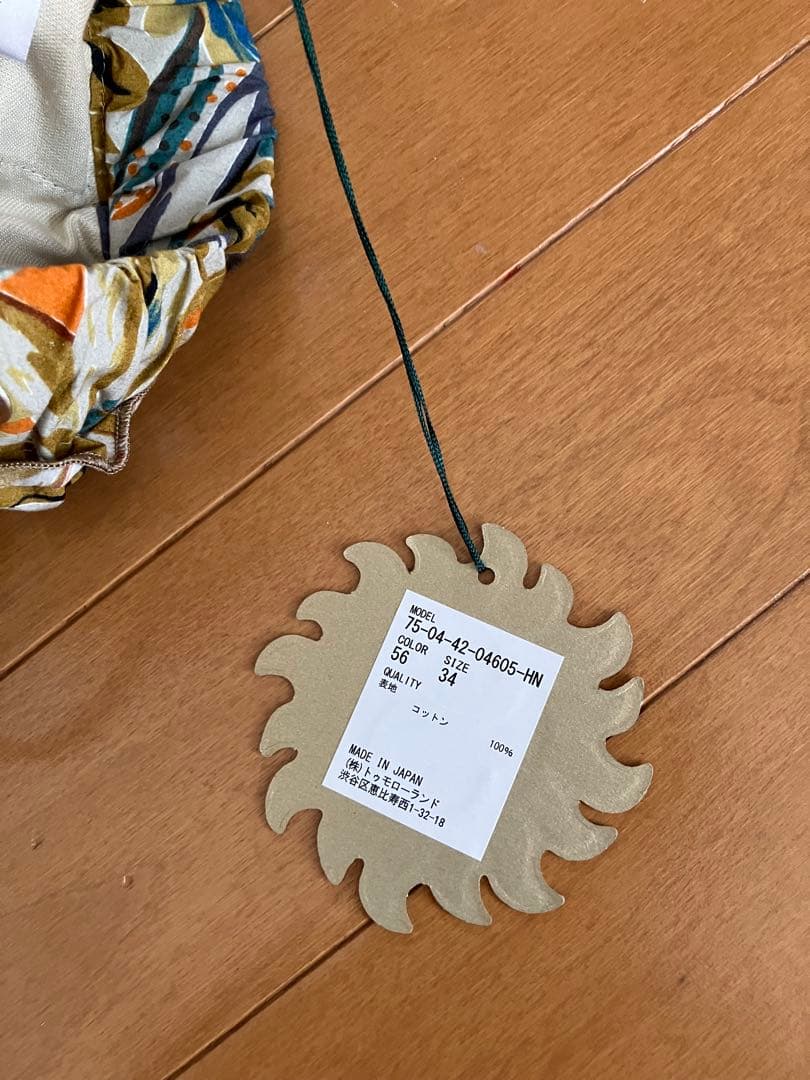 MODEL
75-04-42-04605-HN
COLOR SIZE
56 34
QUALITY
表地
コットン
100%
MADE IN JAPAN
(株)トゥモローランド
渋谷区恵比寿西1-32-18